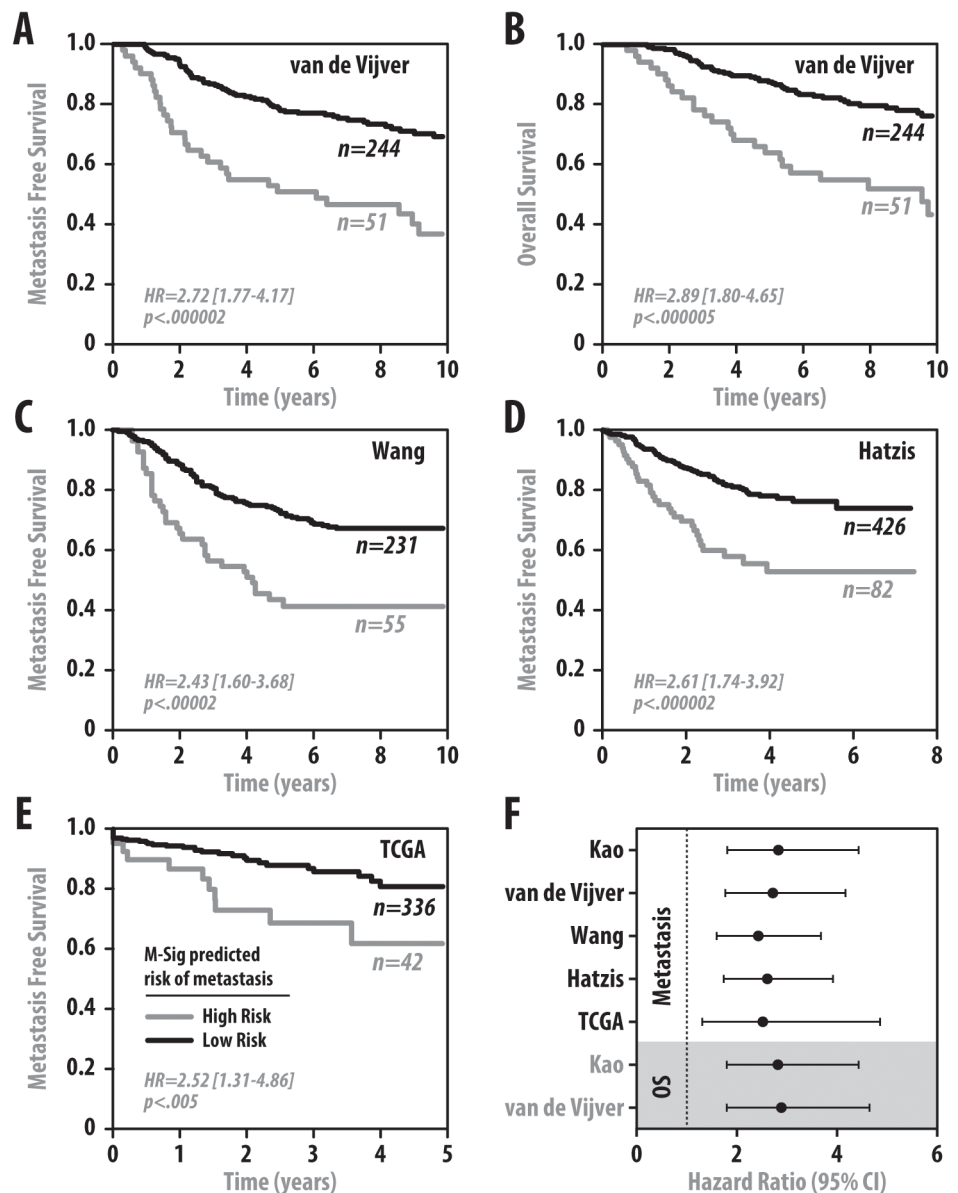 A
1.0
0.8
0.6
0.4
0.2
0
Metastasis Free Survival
van de Vijver
n=244
n=51
HR=2.72 [1.77-4.17]
p<.000002
0 2 4 6 8 10
Time (years)
B
1.0
0.8
0.6
0.4
0.2
0
Overall Survival
van de Vijver
n=244
n=51
HR=2.89 [1.80-4.65]
p<.000005
0 2 4 6 8 10
Time (years)
C
1.0
0.8
0.6
0.4
0.2
0
Metastasis Free Survival
Wang
n=231
n=55
HR=2.43 [1.60-3.68]
p<.00002
0 2 4 6 8 10
Time (years)
D
1.0
0.8
0.6
0.4
0.2
0
Metastasis Free Survival
Hatzis
n=426
n=82
HR=2.61 [1.74-3.92]
p<.000002
0 2 4 6 8
Time (years)
E
1.0
0.8
0.6
0.4
0.2
0
Metastasis Free Survival
TCGA
n=336
n=42
M-Sig predicted
risk of metastasis
High Risk
Low Risk
HR=2.52 [1.31-4.86]
p<.005
0 1 2 3 4 5
Time (years)
F
Kao
van de Vijver
Wang
Hatzis
TCGA
Kao
van de Vijver
Metastasis
OS
0 2 4 6
Hazard Ratio (95% CI)